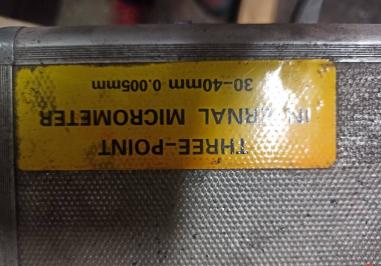 THREE-POINT
INTERNAL MICROMETER
30-40mm 0.005mm